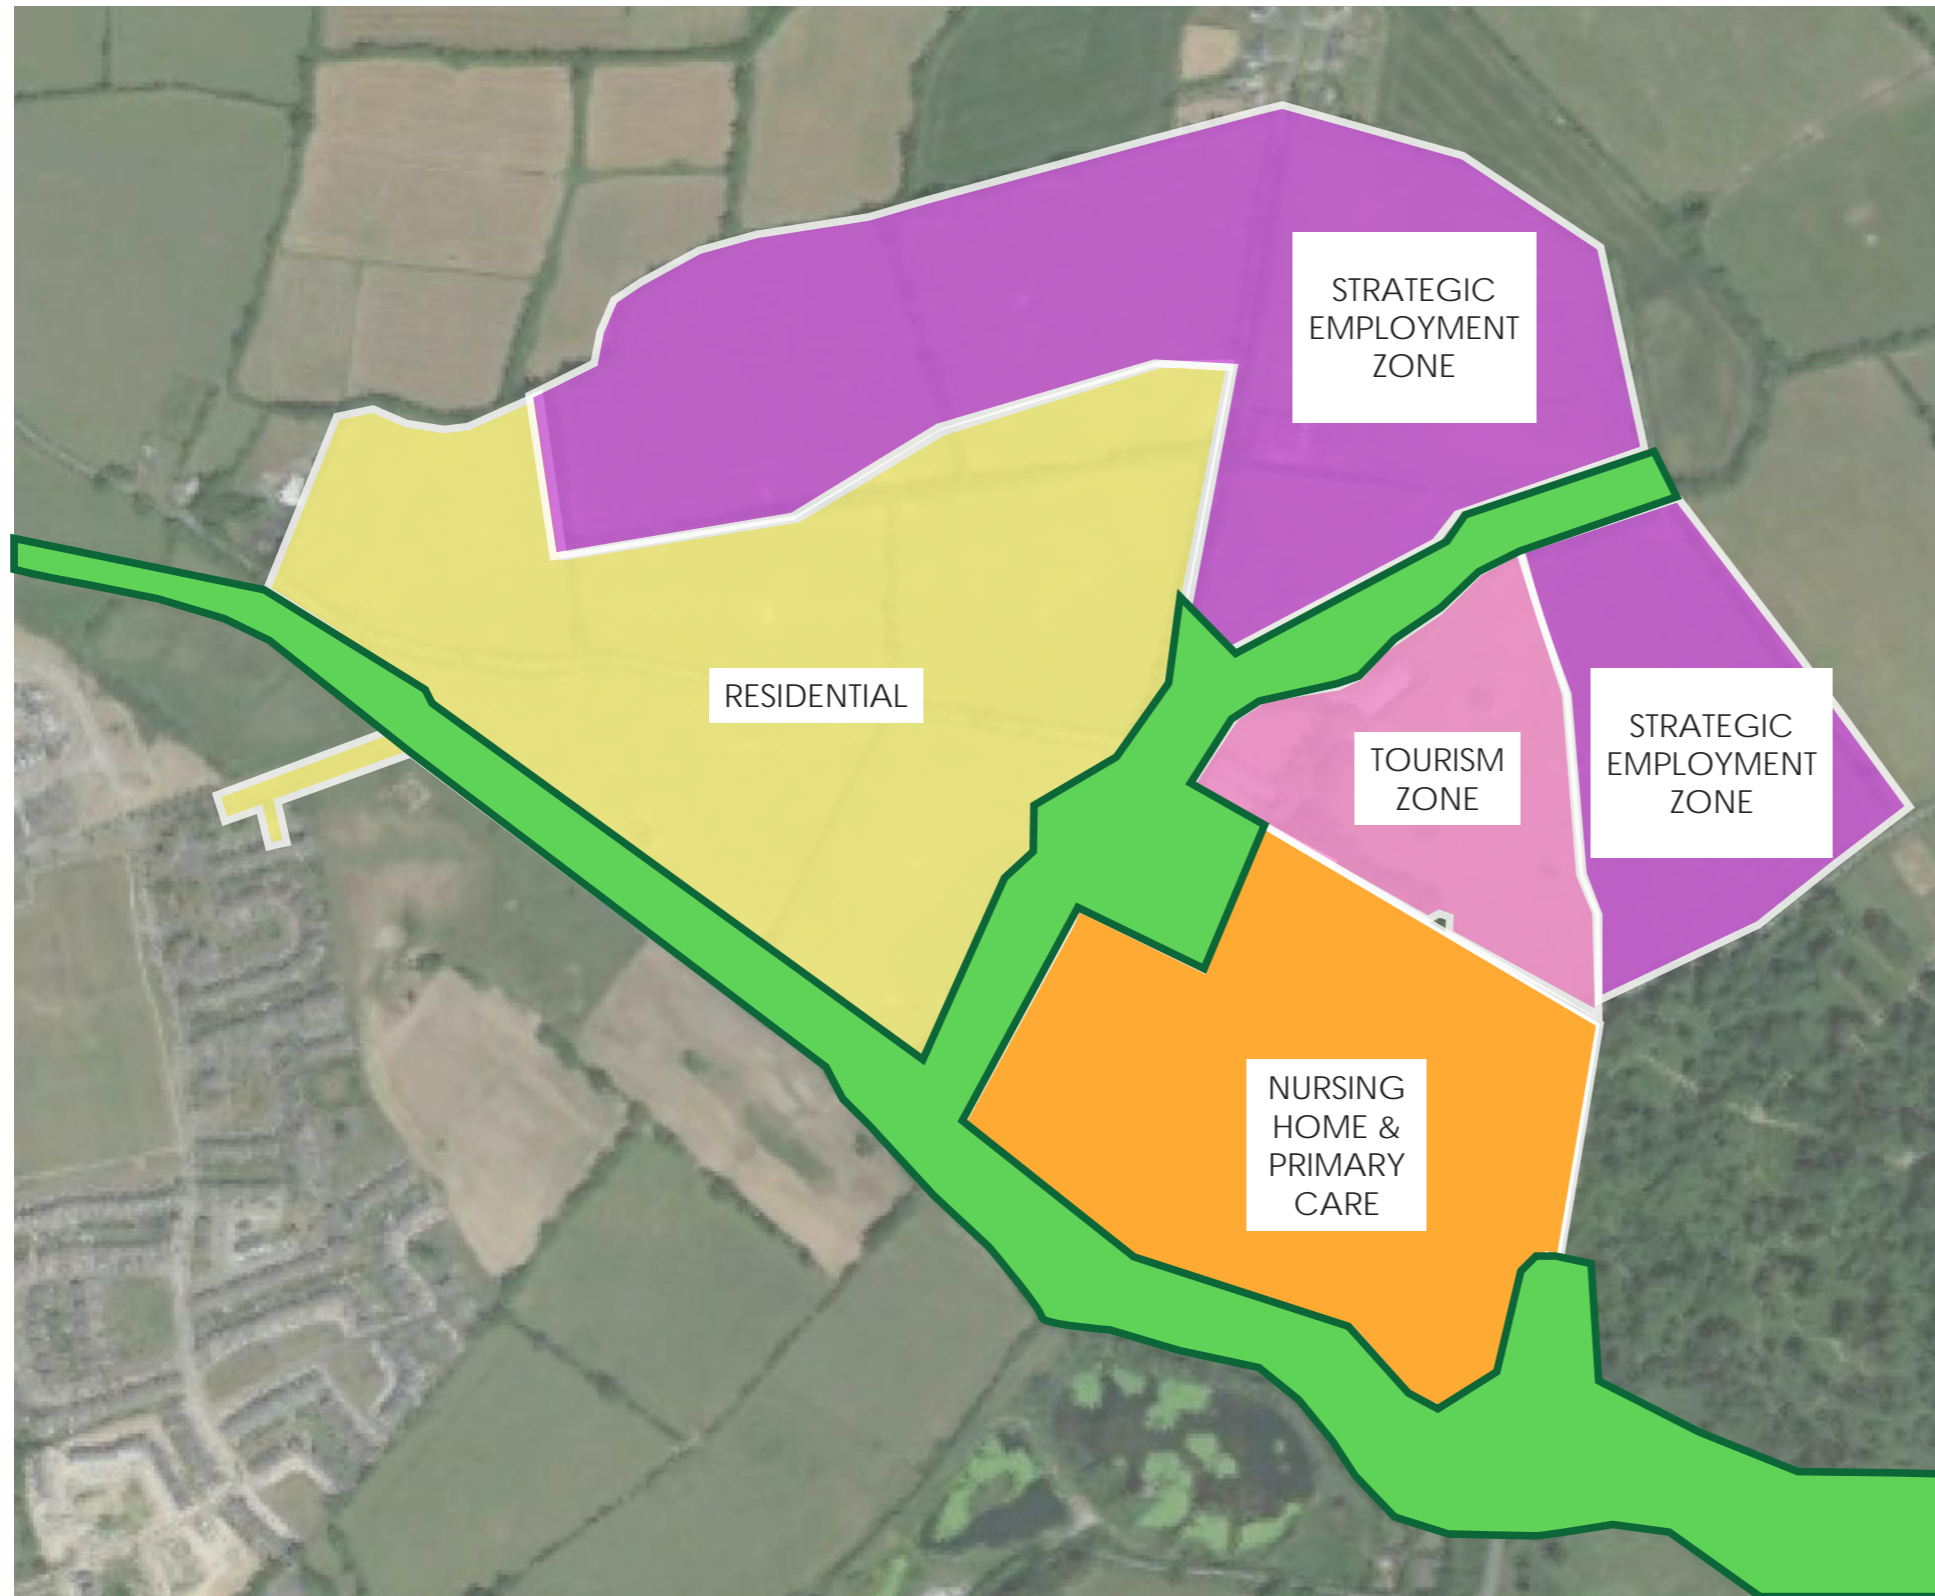 STRATEGIC
EMPLOYMENT
ZONE
RESIDENTIAL
TOURISM
ZONE
STRATEGIC
EMPLOYMENT
ZONE
NURSING
HOME &
PRIMARY
CARE